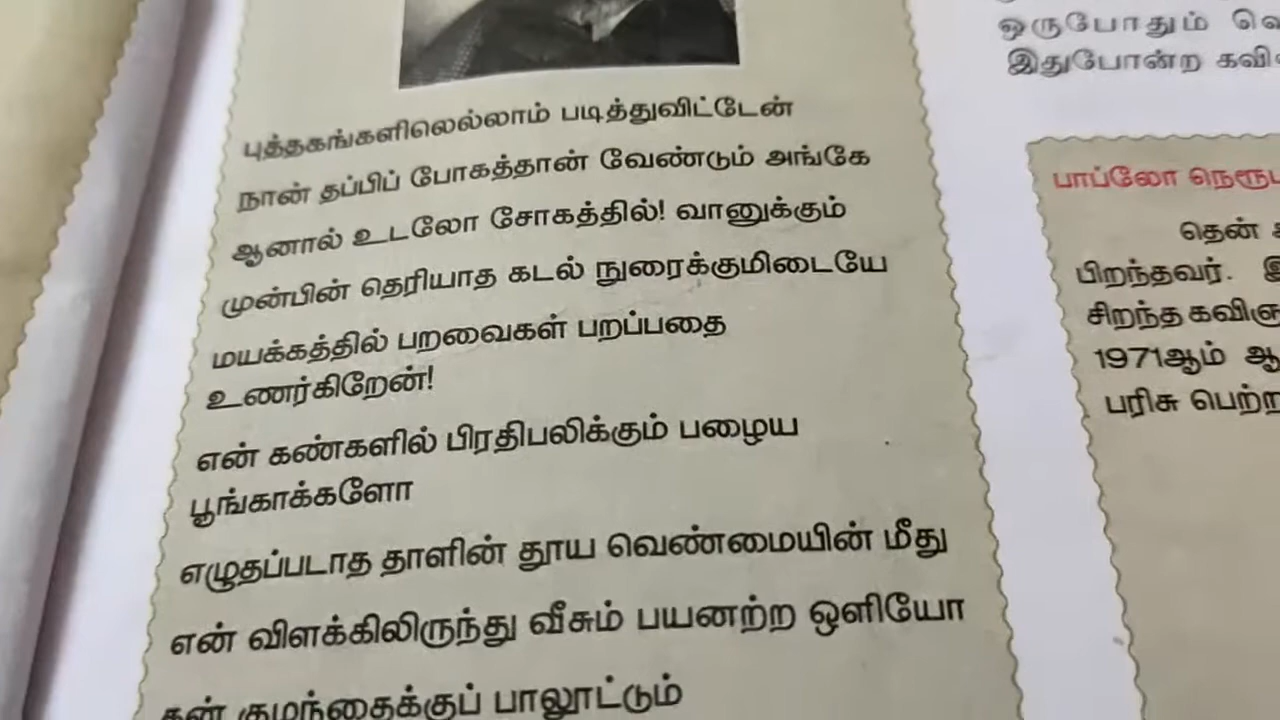 புத்தகங்களிலெல்லாம் படித்துவிட்டேன்
நான் தப்பிப் போகத்தான் வேண்டும் அங்கே
ஆனால் உடலோ சோகத்தில்! வானுக்கும்
முன்பின் தெரியாத கடல் நுரைக்குமிடையே
மயக்கத்தில் பறவைகள் பறப்பதை
உணர்கிறேன்!
என் கண்களில் பிரதிபலிக்கும் பழைய
பூங்காக்களோ
எழுதப்படாத தாளின் தூய வெண்மையின் மீது
என் விளக்கிலிருந்து வீசும் பயனற்ற ஒளியோ
தன் குழந்தைக்குப் பாலூட்டும்
ஒருபோதும்
இதுபோன்ற
பாப்லோ
தென்
பிறந்தவர்.
சிறந்த
1971ஆம்
பரிசு